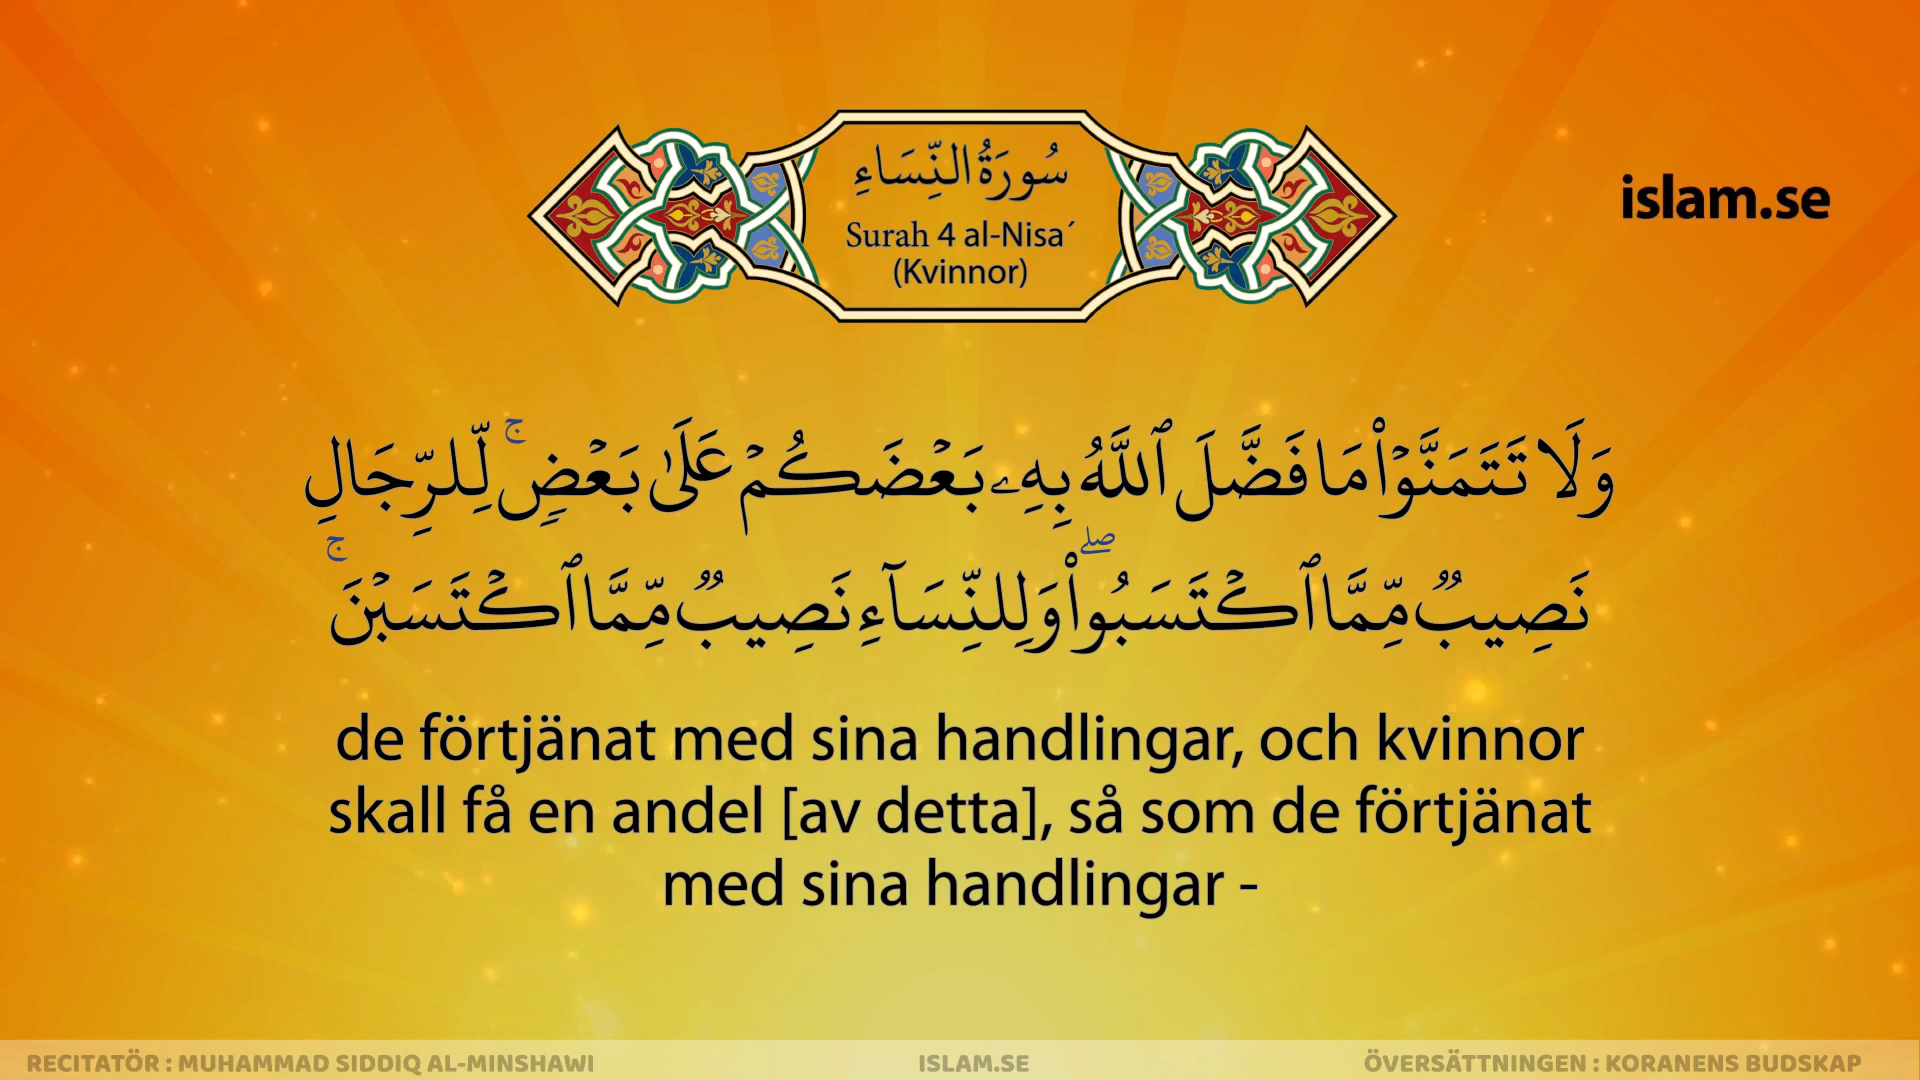 سُورَةُ النِّسَاءِ
Surah 4 al-Nisa´
(Kvinnor)
islam.se
وَلَا تَتَمَنَّوْا۟ مَا فَضَّلَ ٱللَّهُ بِهِۦ بَعْضَكُمْ عَلَىٰ بَعْضٍ ۚ لِّلرِّجَالِ
نَصِيبٌ مِّمَّا ٱكْتَسَبُوا۟ ۖ وَلِلنِّسَآءِ نَصِيبٌ مِّمَّا ٱكْتَسَبْنَ ۚ
de förtjänat med sina handlingar, och kvinnor
skall få en andel [av detta], så som de förtjänat
med sina handlingar -
RECITATÖR : MUHAMMAD SIDDIQ AL-MINSHAWI
ISLAM.SE
ÖVERSÄTTNINGEN : KORANENS BUDSKAP